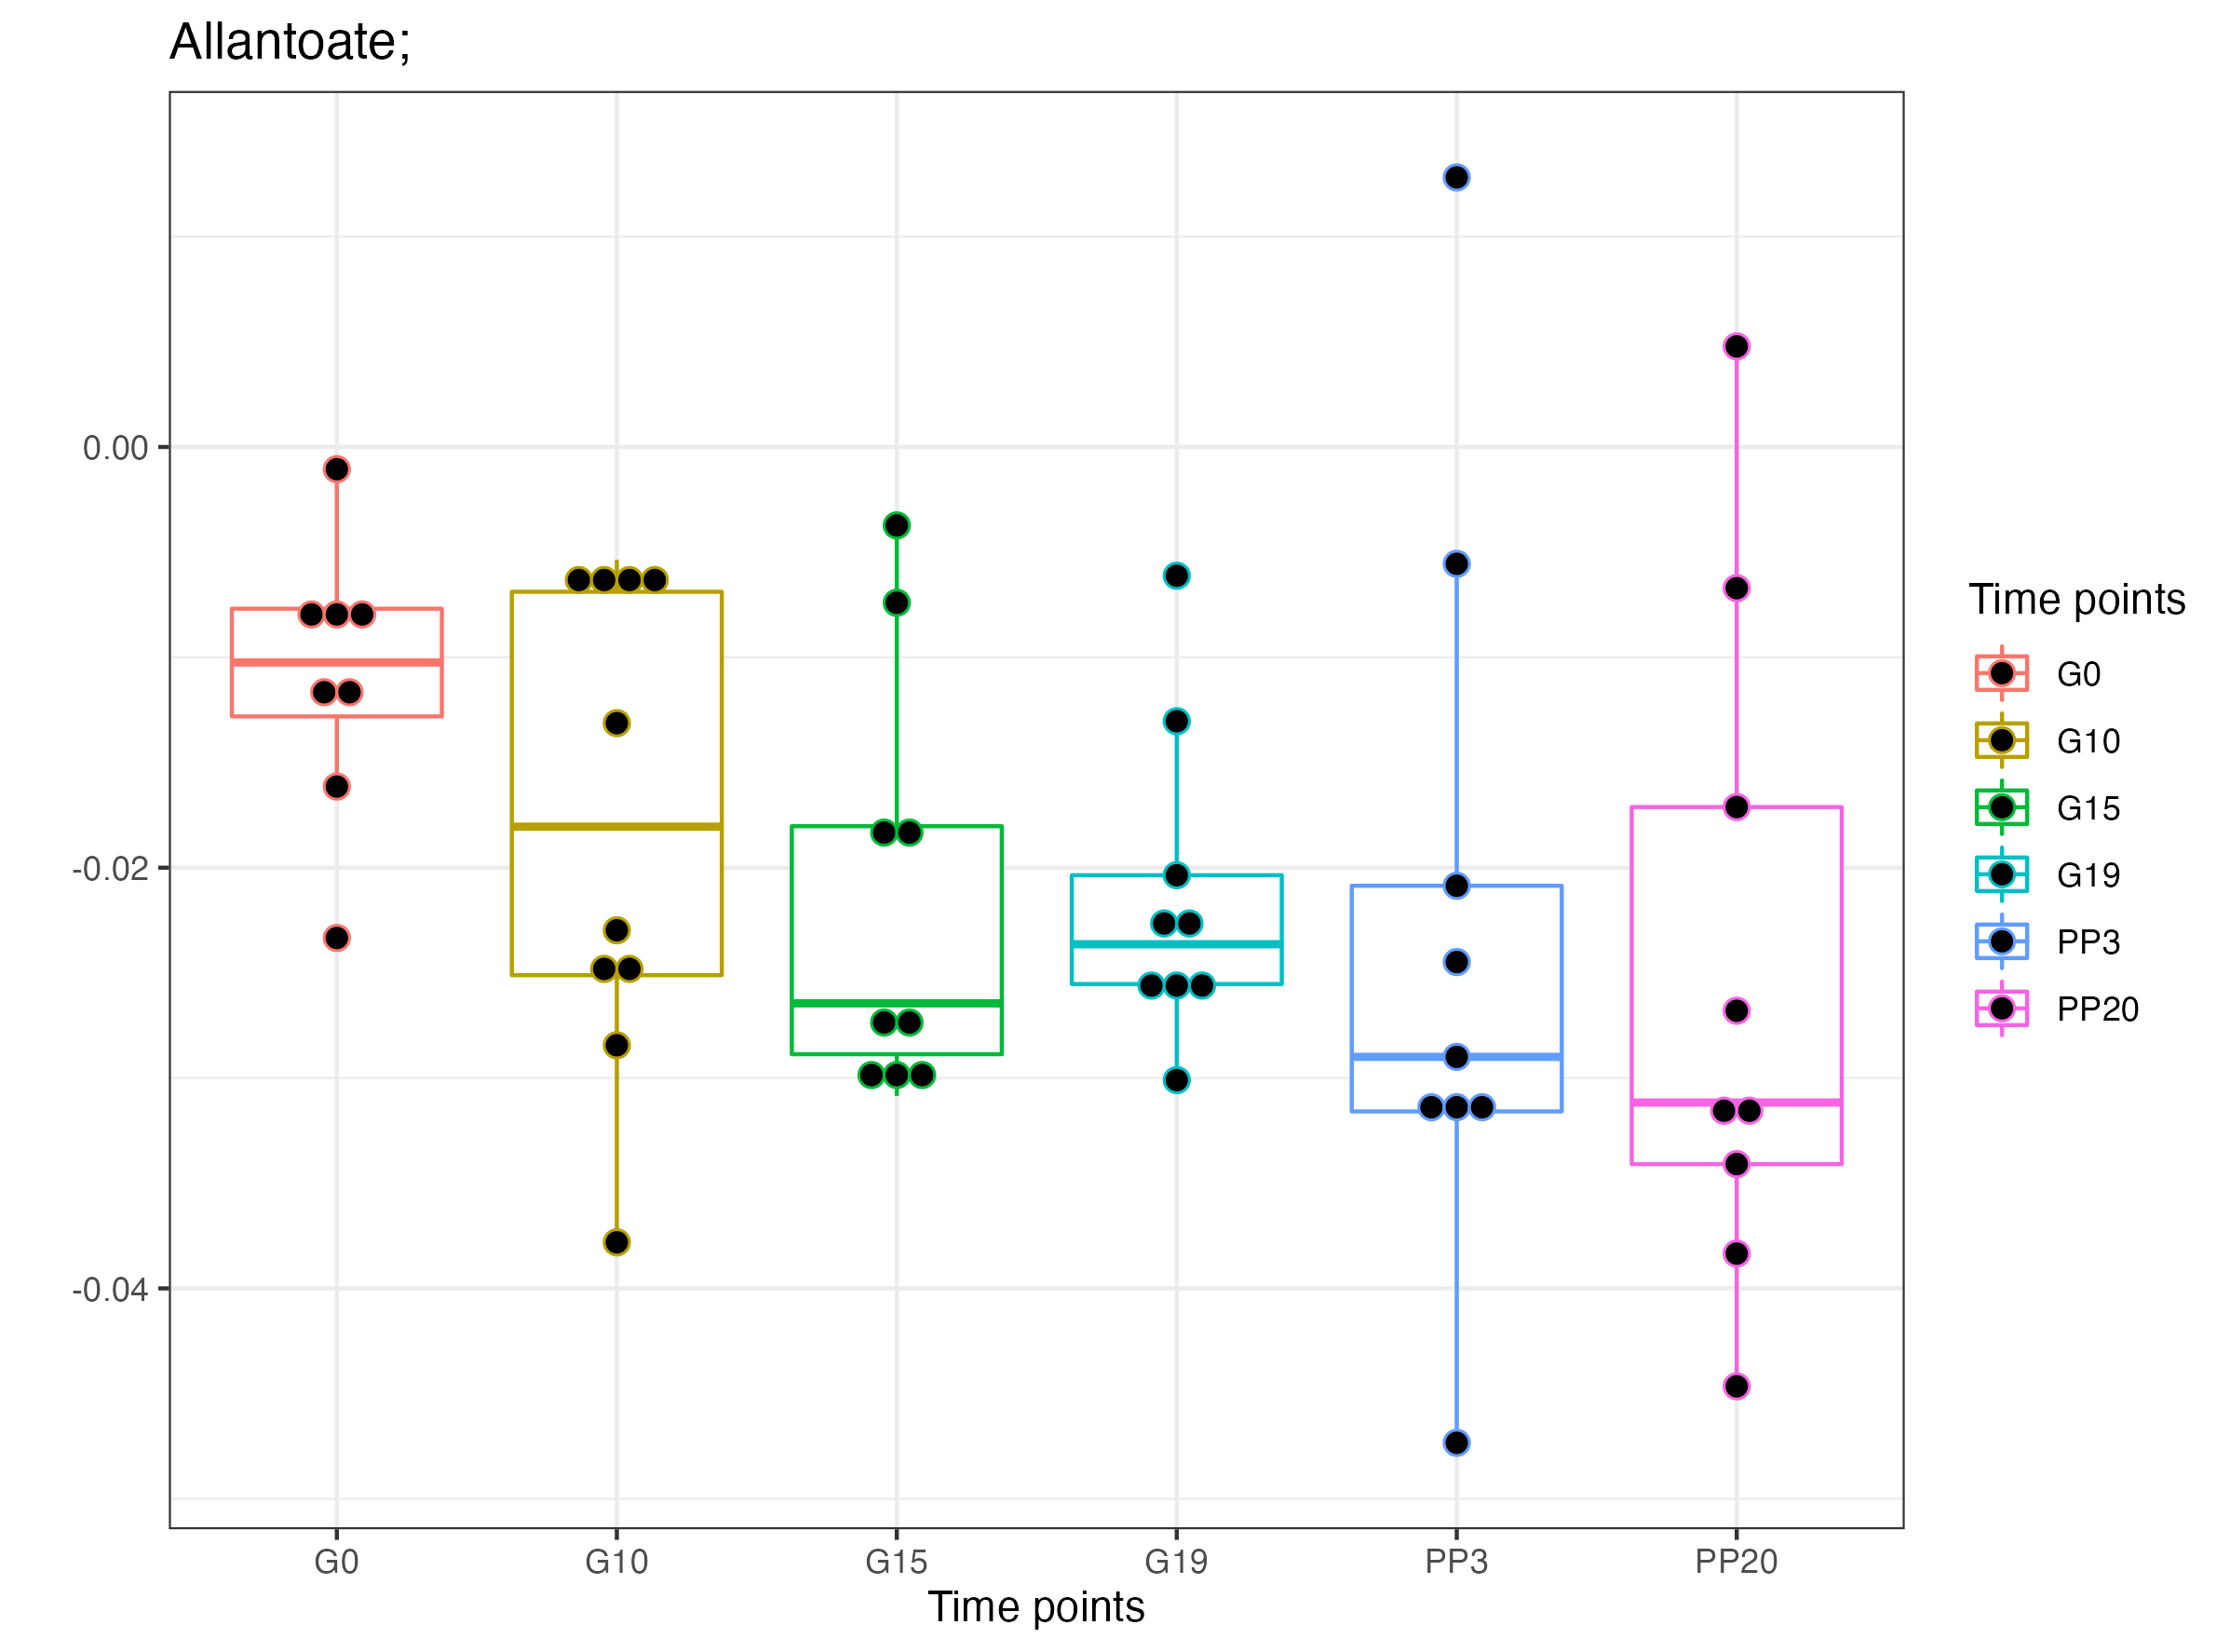 Allantoate;
0.00
-0.02
-0.04
G0 G10 G15 G19 PP3 PP20
Time points
Time points
G0
G10
G15
G19
PP3
PP20